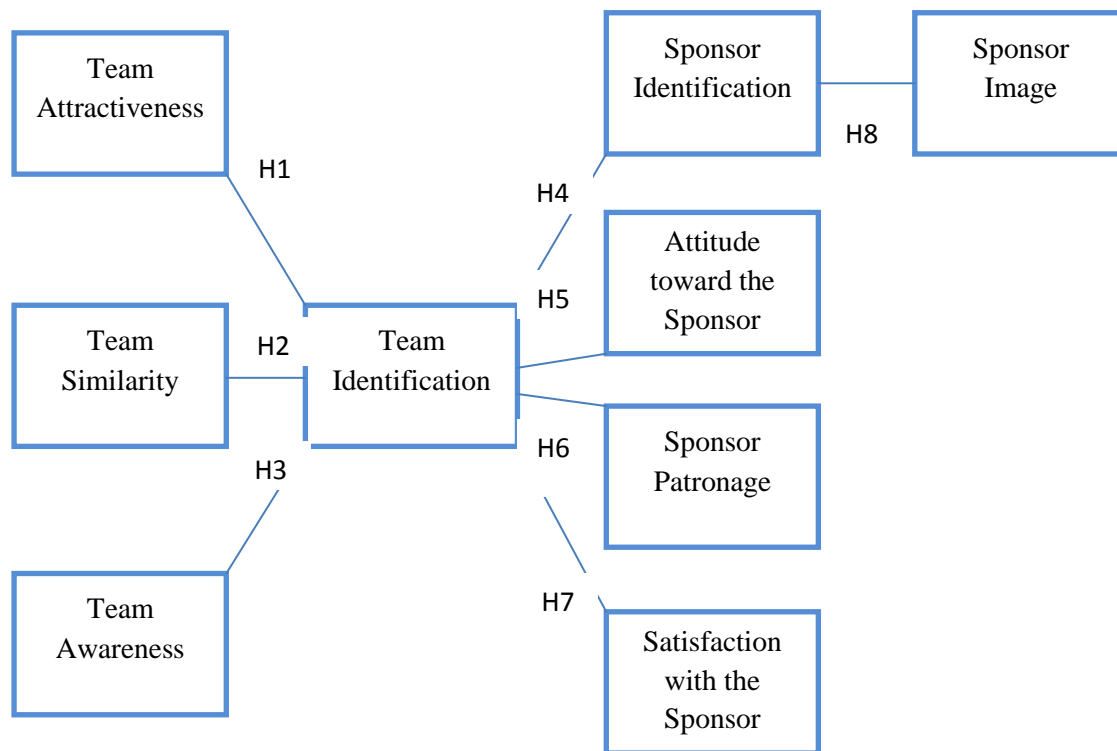 Team
Attractiveness
Sponsor
Identification
Sponsor
Image
H1
H4
H8
Attitude
toward the
Sponsor
H5
Team
Similarity
H2
Team
Identification
H3
H6
Sponsor
Patronage
Team
Awareness
H7
Satisfaction
with the
Sponsor